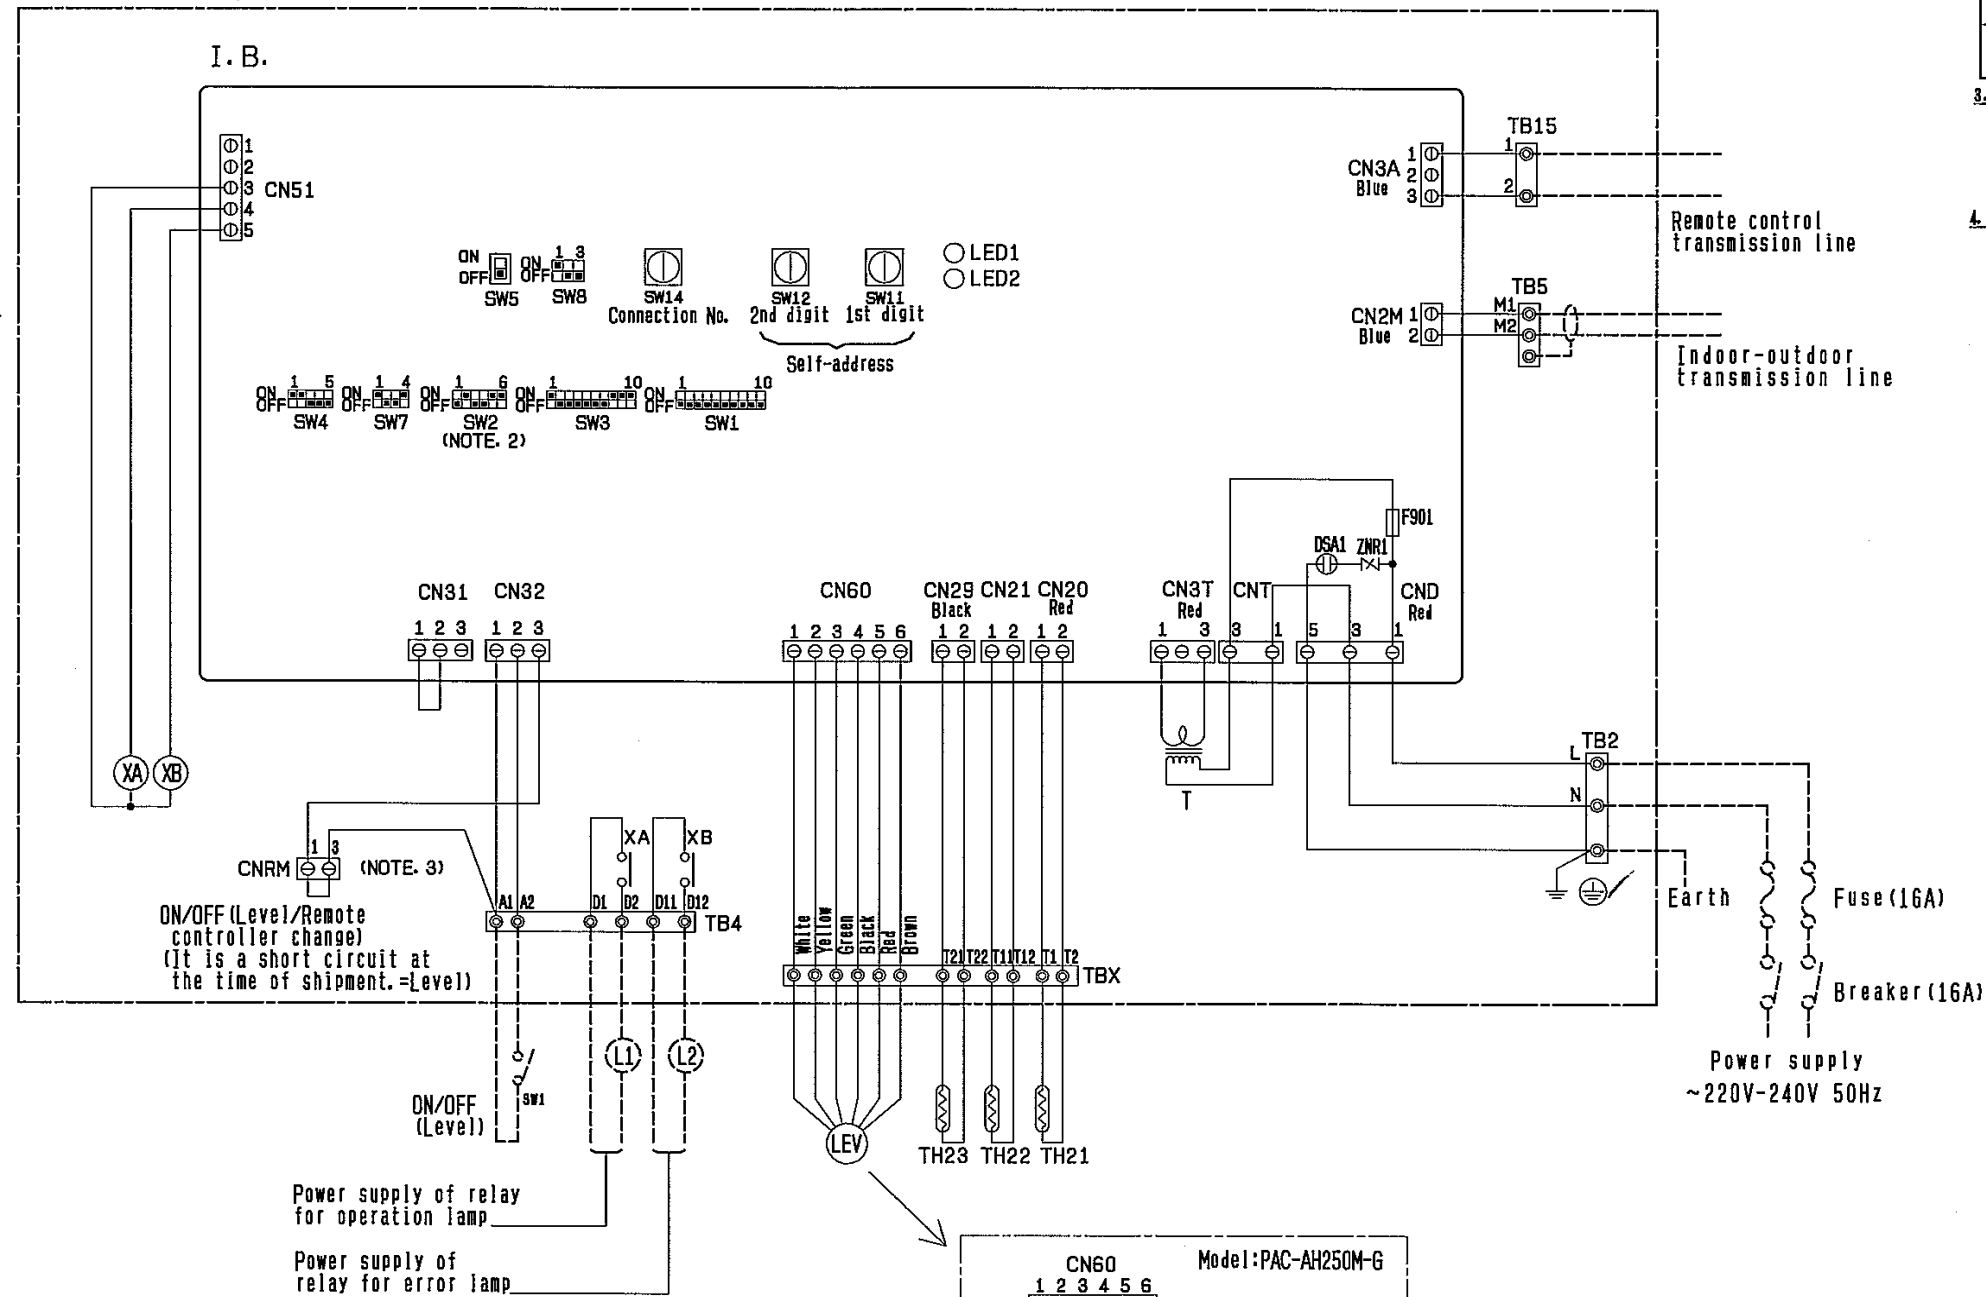 I.B.
3.
4.
1
2
3
4
5
CN51
CN3A
Blue
1
2
3
TB15
1
2
Remote control
transmission line
ON
OFF
SW5
ON
OFF
1 3
SW8
SW14
Connection No.
SW12
2nd digit
SW11
1st digit
Self-address
LED1
LED2
CN2M
Blue
1
2
TB5
M1
M2
Indoor-outdoor
transmission line
ON
OFF
1 5
SW4
ON
OFF
1 4
SW7
ON
OFF
1 6
SW2
(NOTE. 2)
ON
OFF
1 10
SW3
ON
OFF
1 10
SW1
F901
DSA1 ZNR1
CN31
1 2 3
CN32
1 2 3
CN60
1 2 3 4 5 6
CN29
Black
1 2
CN21
1 2
CN20
Red
1 2
CN3T
Red
1 3
CNT
3 1
CND
Red
5 3 1
XA
XB
T
TB2
L
N
Earth
Fuse(16A)
Breaker(16A)
Power supply
~220V-240V 50Hz
CNRM
1 3
(NOTE. 3)
ON/OFF(Level/Remote
controller change)
(It is a short circuit at
the time of shipment.=Level)
XA
XB
A1 A2
D1 D2 D11 D12
TB4
White
Yellow
Green
Black
Red
Brown
T21 T22 T11 T12 T1 T2
TBX
ON/OFF
(Level)
SW1
L1
L2
LEV
TH23 TH22 TH21
Power supply of relay
for operation lamp
Power supply of
relay for error lamp
CN60
1 2 3 4 5 6
Model:PAC-AH250M-G